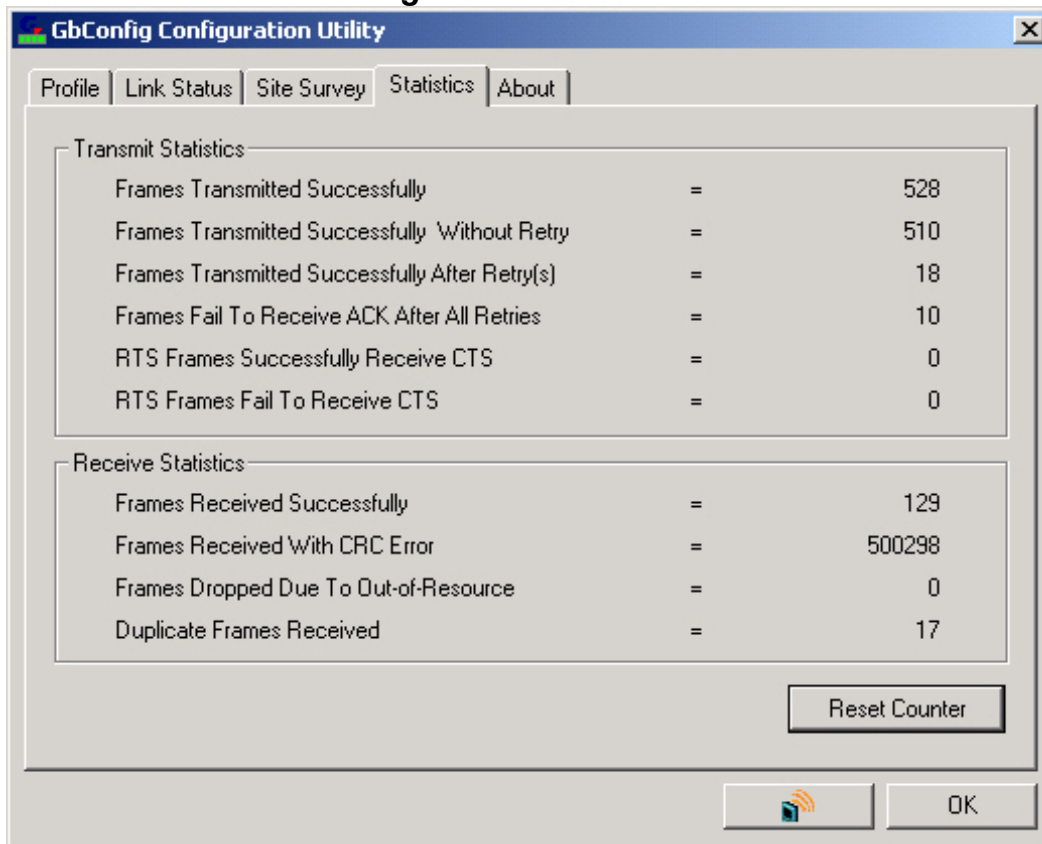 GbConfig Configuration Utility
Profile Link Status Site Survey Statistics About
Transmit Statistics
Frames Transmitted Successfully = 528
Frames Transmitted Successfully Without Retry = 510
Frames Transmitted Successfully After Retry(s) = 18
Frames Fail To Receive ACK After All Retries = 10
RTS Frames Successfully Receive CTS = 0
RTS Frames Fail To Receive CTS = 0
Receive Statistics
Frames Received Successfully = 129
Frames Received With CRC Error = 500298
Frames Dropped Due To Out-of-Resource = 0
Duplicate Frames Received = 17
Reset Counter
OK